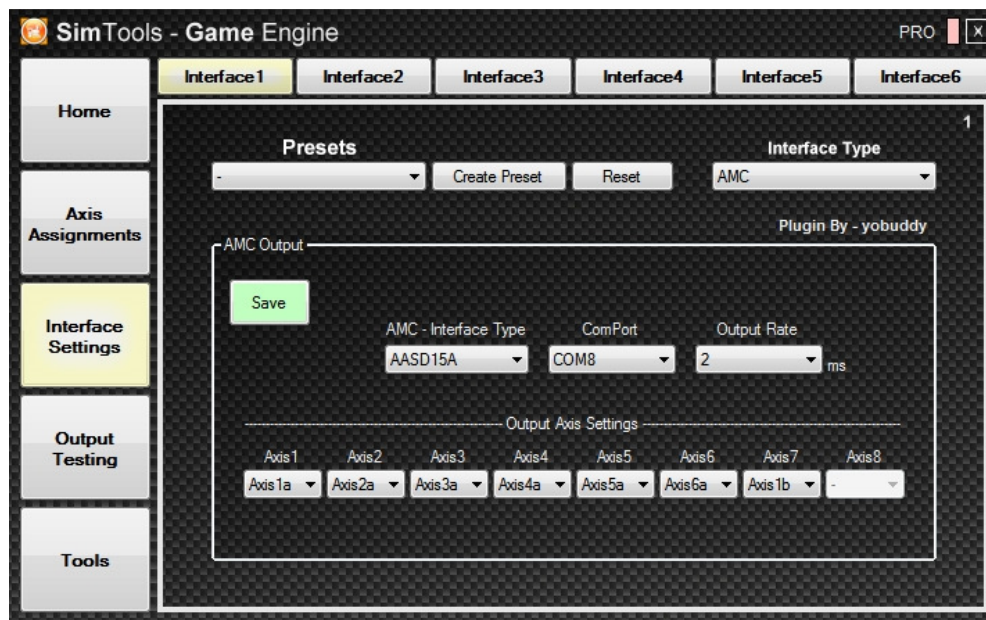 SimTools - Game Engine
PRO
X
Interface1
Interface2
Interface3
Interface4
Interface5
Interface6
Home
Axis
Assignments
Interface
Settings
Output
Testing
Tools
1
Presets
Interface Type
-
Create Preset
Reset
AMC
Plugin By - yobuddy
AMC Output
Save
AMC - Interface Type
ComPort
Output Rate
AASD15A
COM8
2
ms
Output Axis Settings
Axis1
Axis2
Axis3
Axis4
Axis5
Axis6
Axis7
Axis8
Axis1a
Axis2a
Axis3a
Axis4a
Axis5a
Axis6a
Axis1b
-